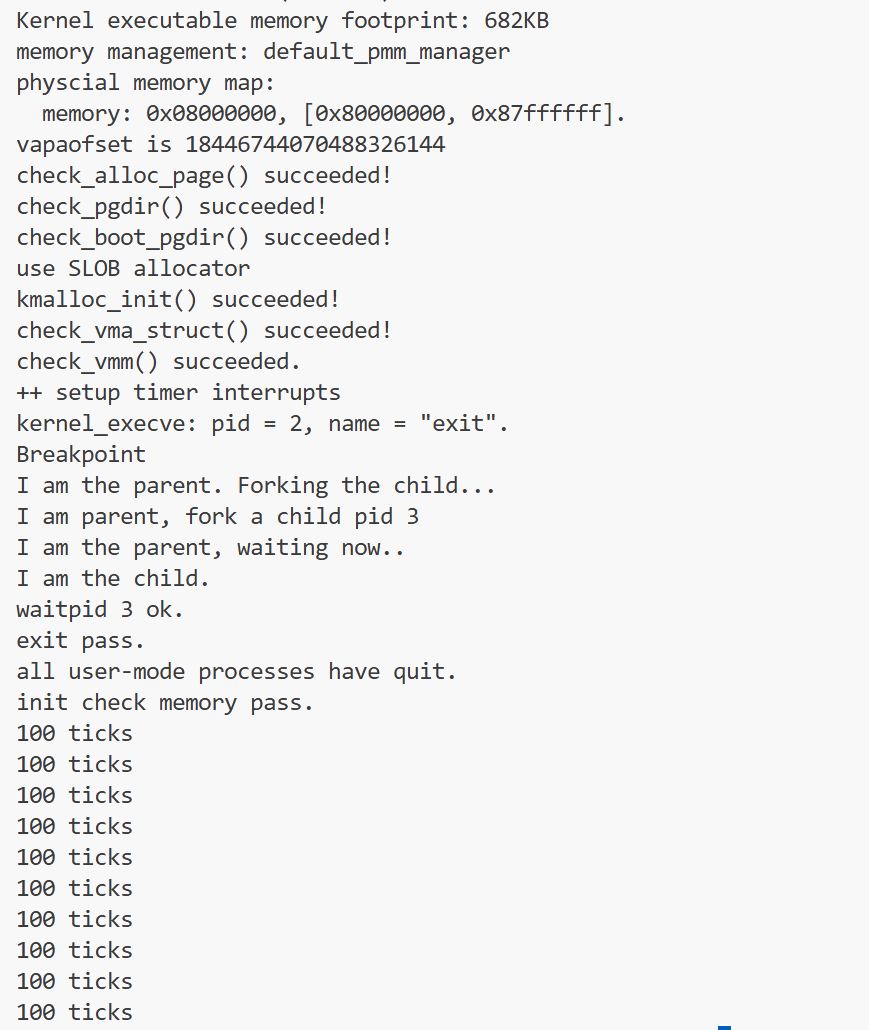 Kernel executable memory footprint: 682KB
memory management: default_pmm_manager
physcial memory map:
  memory: 0x08000000, [0x80000000, 0x87ffffff].
vapaofset is 18446744070488326144
check_alloc_page() succeeded!
check_pgdir() succeeded!
check_boot_pgdir() succeeded!
use SLOB allocator
kmalloc_init() succeeded!
check_vma_struct() succeeded!
check_vmm() succeeded.
++ setup timer interrupts
kernel_execve: pid = 2, name = "exit".
Breakpoint
I am the parent. Forking the child...
I am parent, fork a child pid 3
I am the parent, waiting now..
I am the child.
waitpid 3 ok.
exit pass.
all user-mode processes have quit.
init check memory pass.
100 ticks
100 ticks
100 ticks
100 ticks
100 ticks
100 ticks
100 ticks
100 ticks
100 ticks
100 ticks